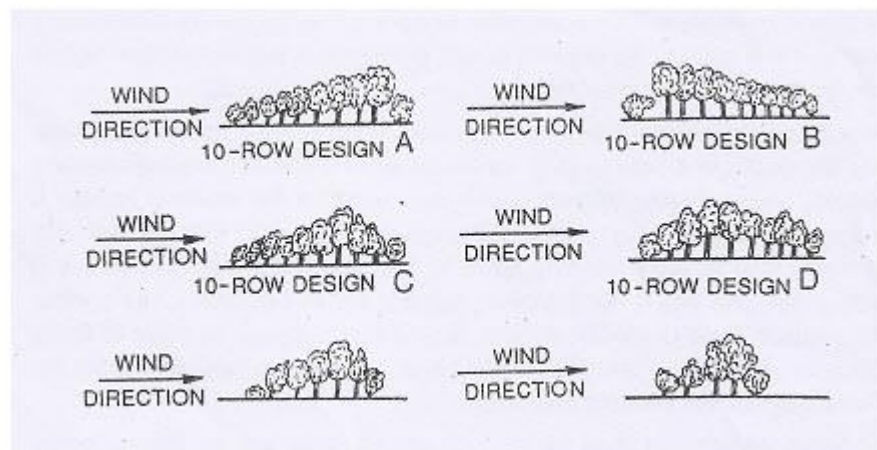 WIND
DIRECTION
10-ROW DESIGN A
WIND
DIRECTION
10-ROW DESIGN B
WIND
DIRECTION
10-ROW DESIGN C
WIND
DIRECTION
10-ROW DESIGN D
WIND
DIRECTION
WIND
DIRECTION